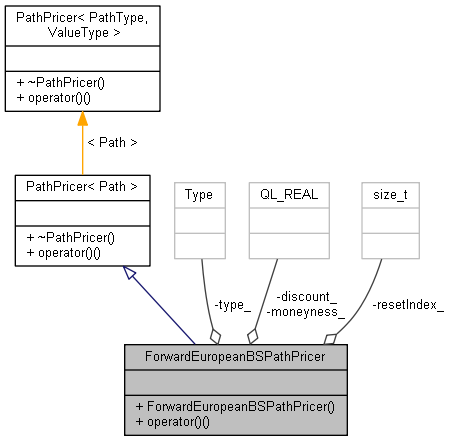 PathPricer< PathType,
ValueType >
+ ~PathPricer()
+ operator()()
< Path >
PathPricer< Path >
+ ~PathPricer()
+ operator()()
Type
QL_REAL
size_t
-type_
-discount_
-moneyness_
-resetIndex_
ForwardEuropeanBSPathPricer
+ ForwardEuropeanBSPathPricer()
+ operator()()